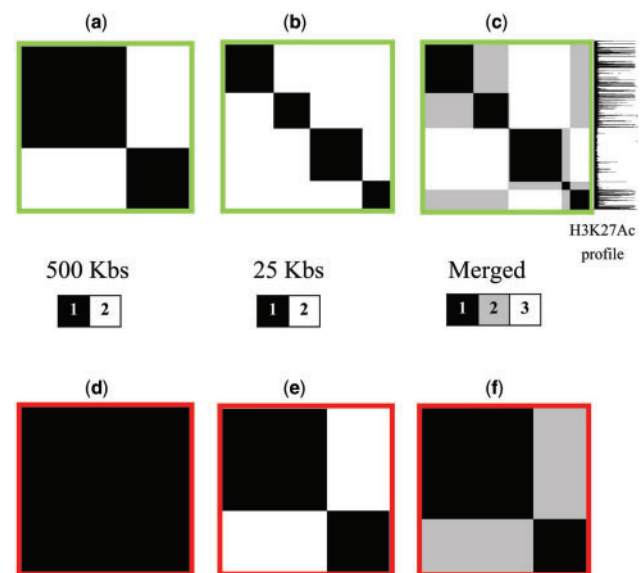 (a) (b) (c)
H3K27Ac
profile
500 Kbs 25 Kbs Merged
1 2 1 2 1 2 3
(d) (e) (f)